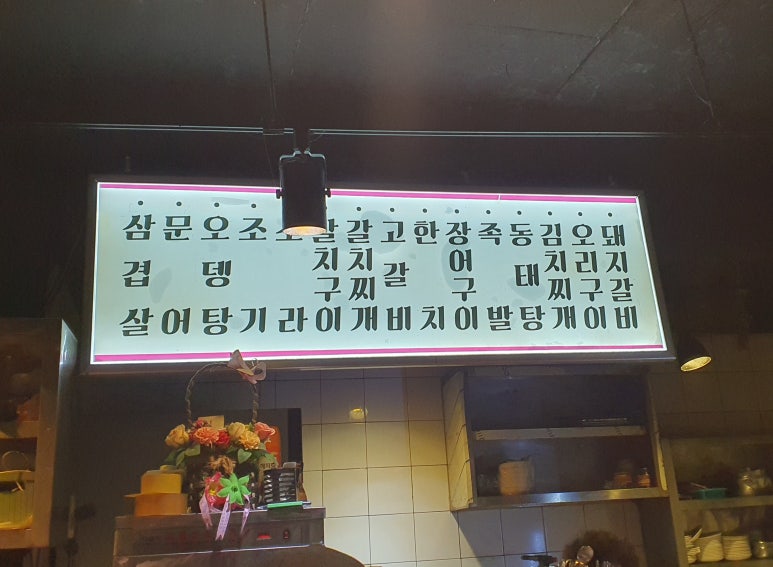 돼지갈비
오리구이
김치찌개
동태탕
족발
장어구이
한치
고갈비
갈치찌개
갈치구이
소라
조기
오뎅탕
문어
삼겹살